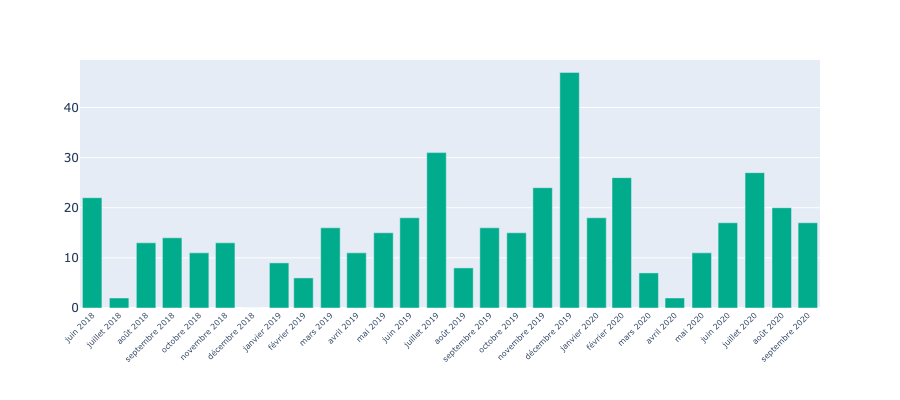 40
30
20
10
0
juin 2018
juillet 2018
août 2018
septembre 2018
octobre 2018
novembre 2018
décembre 2018
janvier 2019
février 2019
mars 2019
avril 2019
mai 2019
juin 2019
juillet 2019
août 2019
septembre 2019
octobre 2019
novembre 2019
décembre 2019
janvier 2020
février 2020
mars 2020
avril 2020
mai 2020
juin 2020
juillet 2020
août 2020
septembre 2020